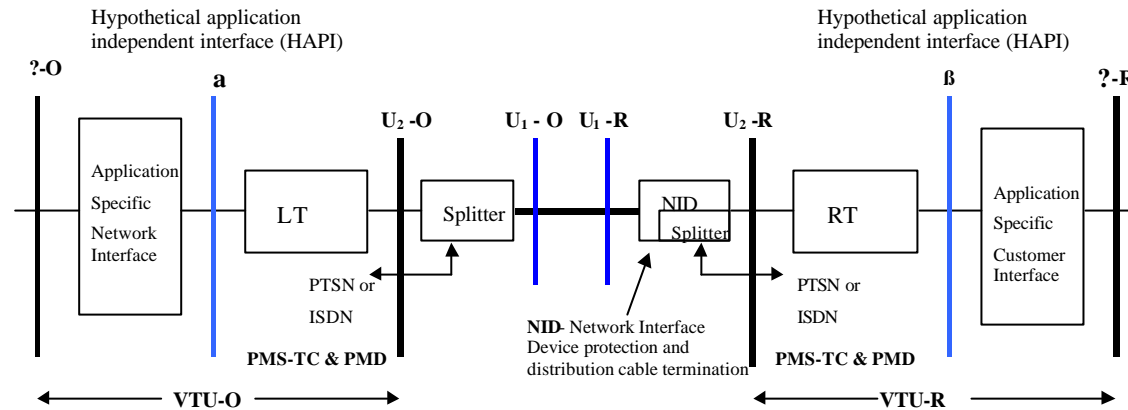 Hypothetical application
independent interface (HAPI)
Hypothetical application
independent interface (HAPI)
?-O
a
ß
?-R
U₂ -O
U₁ - O
U₁ -R
U₂ -R
Application
Specific
Network
Interface
LT
Splitter
NID
Splitter
RT
Application
Specific
Customer
Interface
PTSN or
ISDN
PTSN or
ISDN
NID- Network Interface
Device protection and
distribution cable termination
PMS-TC & PMD
PMS-TC & PMD
VTU-O
VTU-R